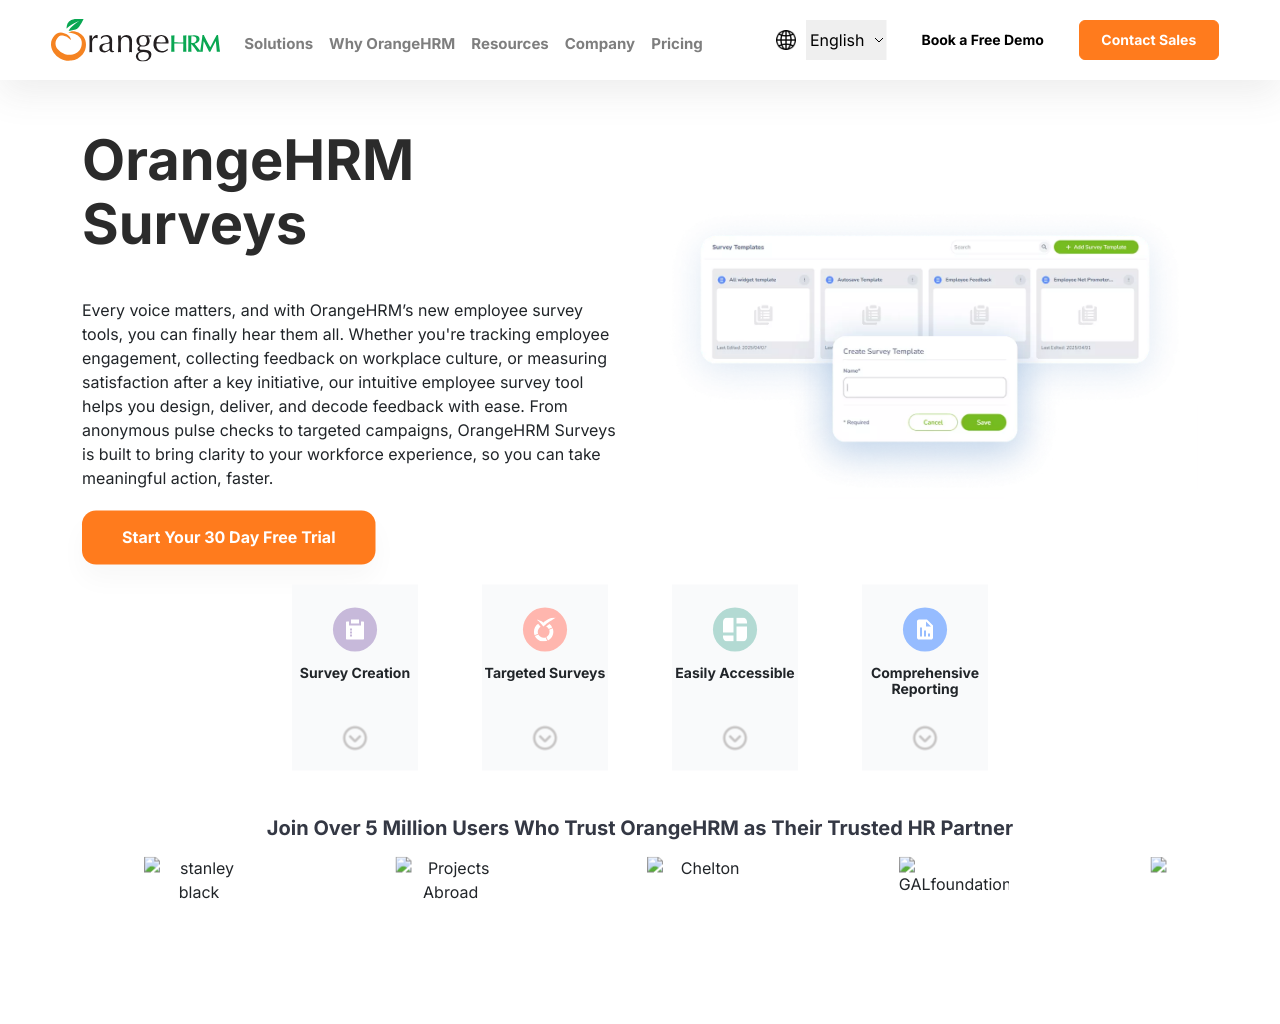 OrangeHRM
Solutions
Why OrangeHRM
Resources
Company
Pricing
English
Book a Free Demo
Contact Sales
OrangeHRM
Surveys
Every voice matters, and with OrangeHRM’s new employee survey
tools, you can finally hear them all. Whether you're tracking employee
engagement, collecting feedback on workplace culture, or measuring
satisfaction after a key initiative, our intuitive employee survey tool
helps you design, deliver, and decode feedback with ease. From
anonymous pulse checks to targeted campaigns, OrangeHRM Surveys
is built to bring clarity to your workforce experience, so you can take
meaningful action, faster.
Start Your 30 Day Free Trial
Survey Templates
Search
+ Add Survey Template
All widget template
Autosave Template
Employee Feedback
Employee Net Promoter...
Last Edited: 2025/04/07
Last Edited: 2025/04/01
Create Survey Template
Name*
* Required
Cancel
Save
Survey Creation
Targeted Surveys
Easily Accessible
Comprehensive
Reporting
Join Over 5 Million Users Who Trust OrangeHRM as Their Trusted HR Partner
stanley
black
Projects
Abroad
Chelton
GALfoundation